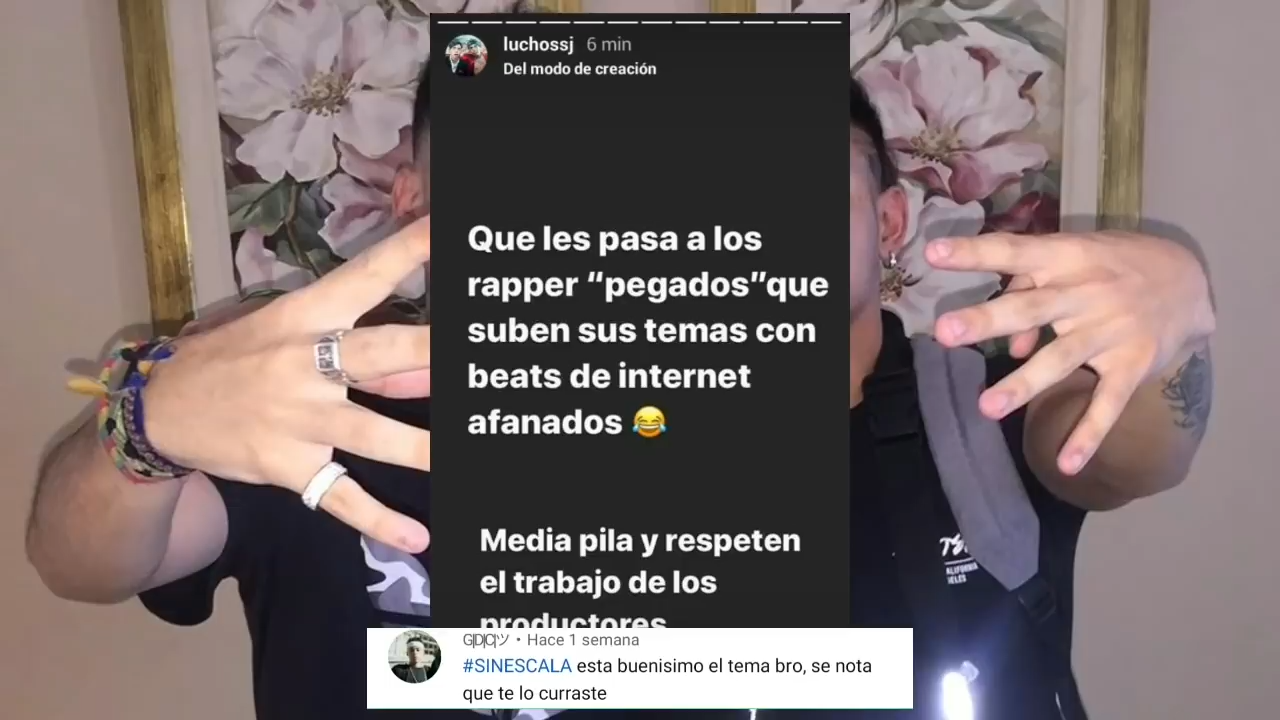 luchossj 6 min
Del modo de creación
Que les pasa a los
rapper “pegados”que
suben sus temas con
beats de internet
afanados 😂
Media pila y respeten
el trabajo de los
productores
• Hace 1 semana
#SINESCALA esta buenisimo el tema bro, se nota
que te lo curraste